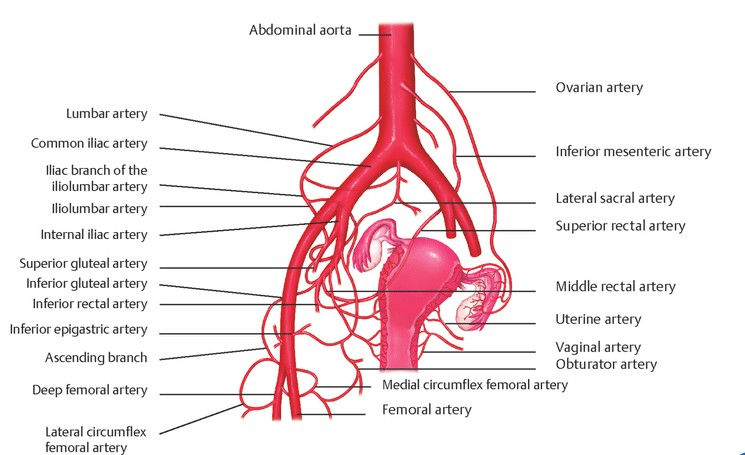 Abdominal aorta
Lumbar artery
Common iliac artery
Iliac branch of the
iliolumbar artery
Iliolumbar artery
Internal iliac artery
Superior gluteal artery
Inferior gluteal artery
Inferior rectal artery
Inferior epigastric artery
Ascending branch
Deep femoral artery
Lateral circumflex
femoral artery
Ovarian artery
Inferior mesenteric artery
Lateral sacral artery
Superior rectal artery
Middle rectal artery
Uterine artery
Vaginal artery
Obturator artery
Medial circumflex femoral artery
Femoral artery